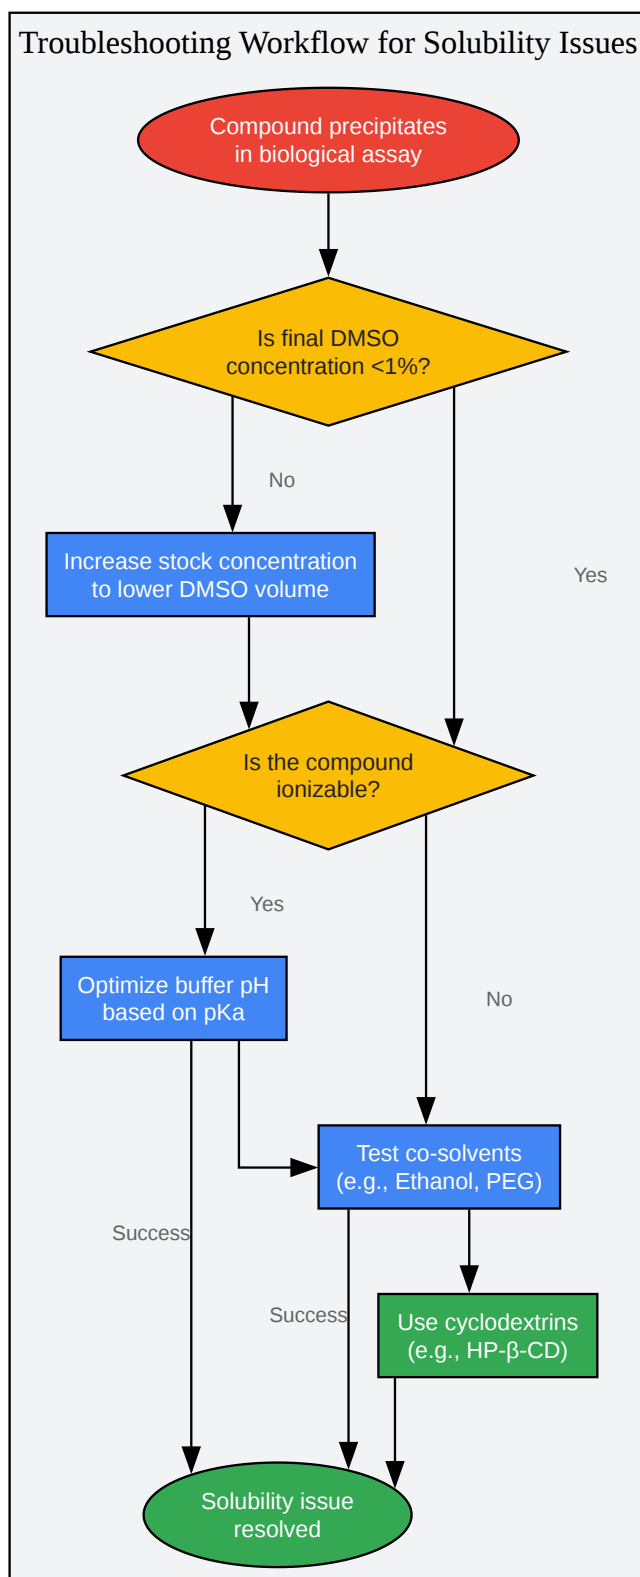 Troubleshooting Workflow for Solubility Issues
Compound precipitates
in biological assay
Is final DMSO
concentration <1%?
No
Increase stock concentration
to lower DMSO volume
Yes
Is the compound
ionizable?
Yes
Optimize buffer pH
based on pKa
No
Test co-solvents
(e.g., Ethanol, PEG)
Success
Success
Use cyclodextrins
(e.g., HP-β-CD)
Solubility issue
resolved